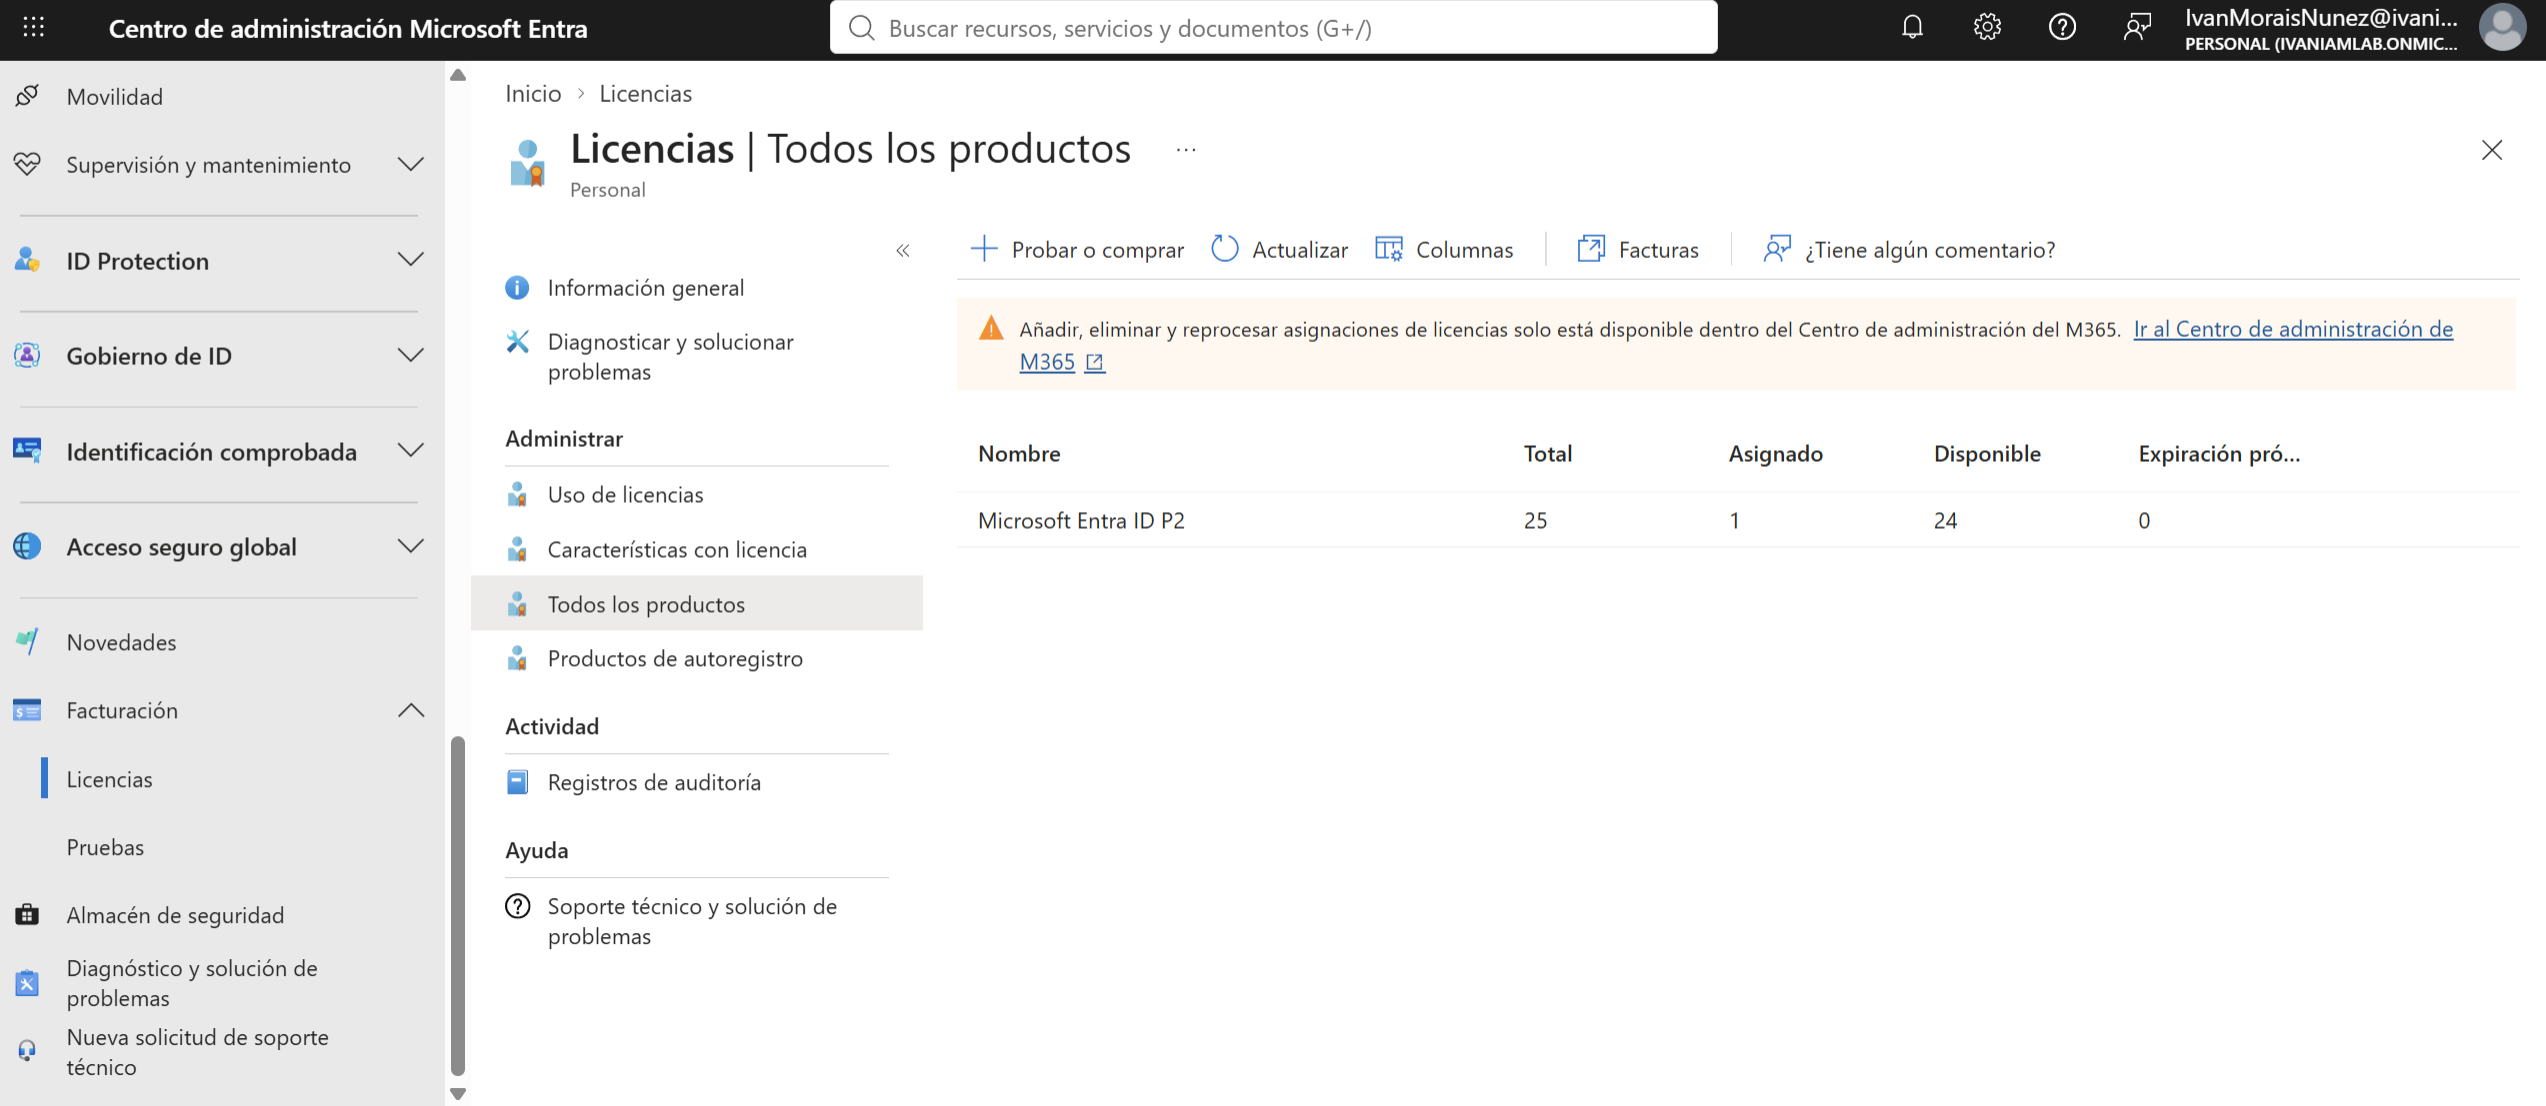 Centro de administración Microsoft Entra
Buscar recursos, servicios y documentos (G+/)
IvanMoraisNunez@ivani...
PERSONAL (IVANIAMLAB.ONMIC...
Movilidad
Supervisión y mantenimiento
ID Protection
Gobierno de ID
Identificación comprobada
Acceso seguro global
Novedades
Facturación
Licencias
Pruebas
Almacén de seguridad
Diagnóstico y solución de
problemas
Nueva solicitud de soporte
técnico
Inicio > Licencias
Licencias | Todos los productos ...
Personal
Información general
Diagnosticar y solucionar
problemas
Administrar
Uso de licencias
Características con licencia
Todos los productos
Productos de autoregistro
Actividad
Registros de auditoría
Ayuda
Soporte técnico y solución de
problemas
Probar o comprar Actualizar Columnas Facturas ¿Tiene algún comentario?
Añadir, eliminar y reprocesar asignaciones de licencias solo está disponible dentro del Centro de administración del M365. Ir al Centro de administración de
M365
Nombre Total Asignado Disponible Expiración pró...
Microsoft Entra ID P2 25 1 24 0